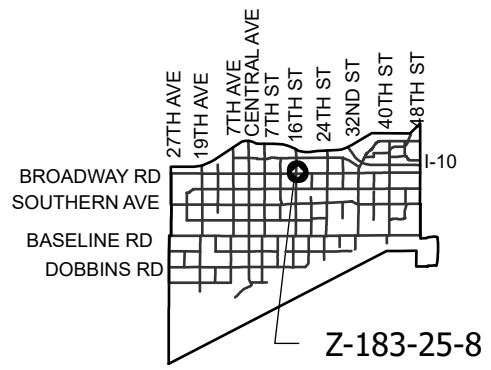 27TH AVE
19TH AVE
7TH AVE
CENTRAL AVE
7TH ST
16TH ST
24TH ST
32ND ST
40TH ST
48TH ST
I-10
BROADWAY RD
SOUTHERN AVE
BASELINE RD
DOBBINS RD
Z-183-25-8